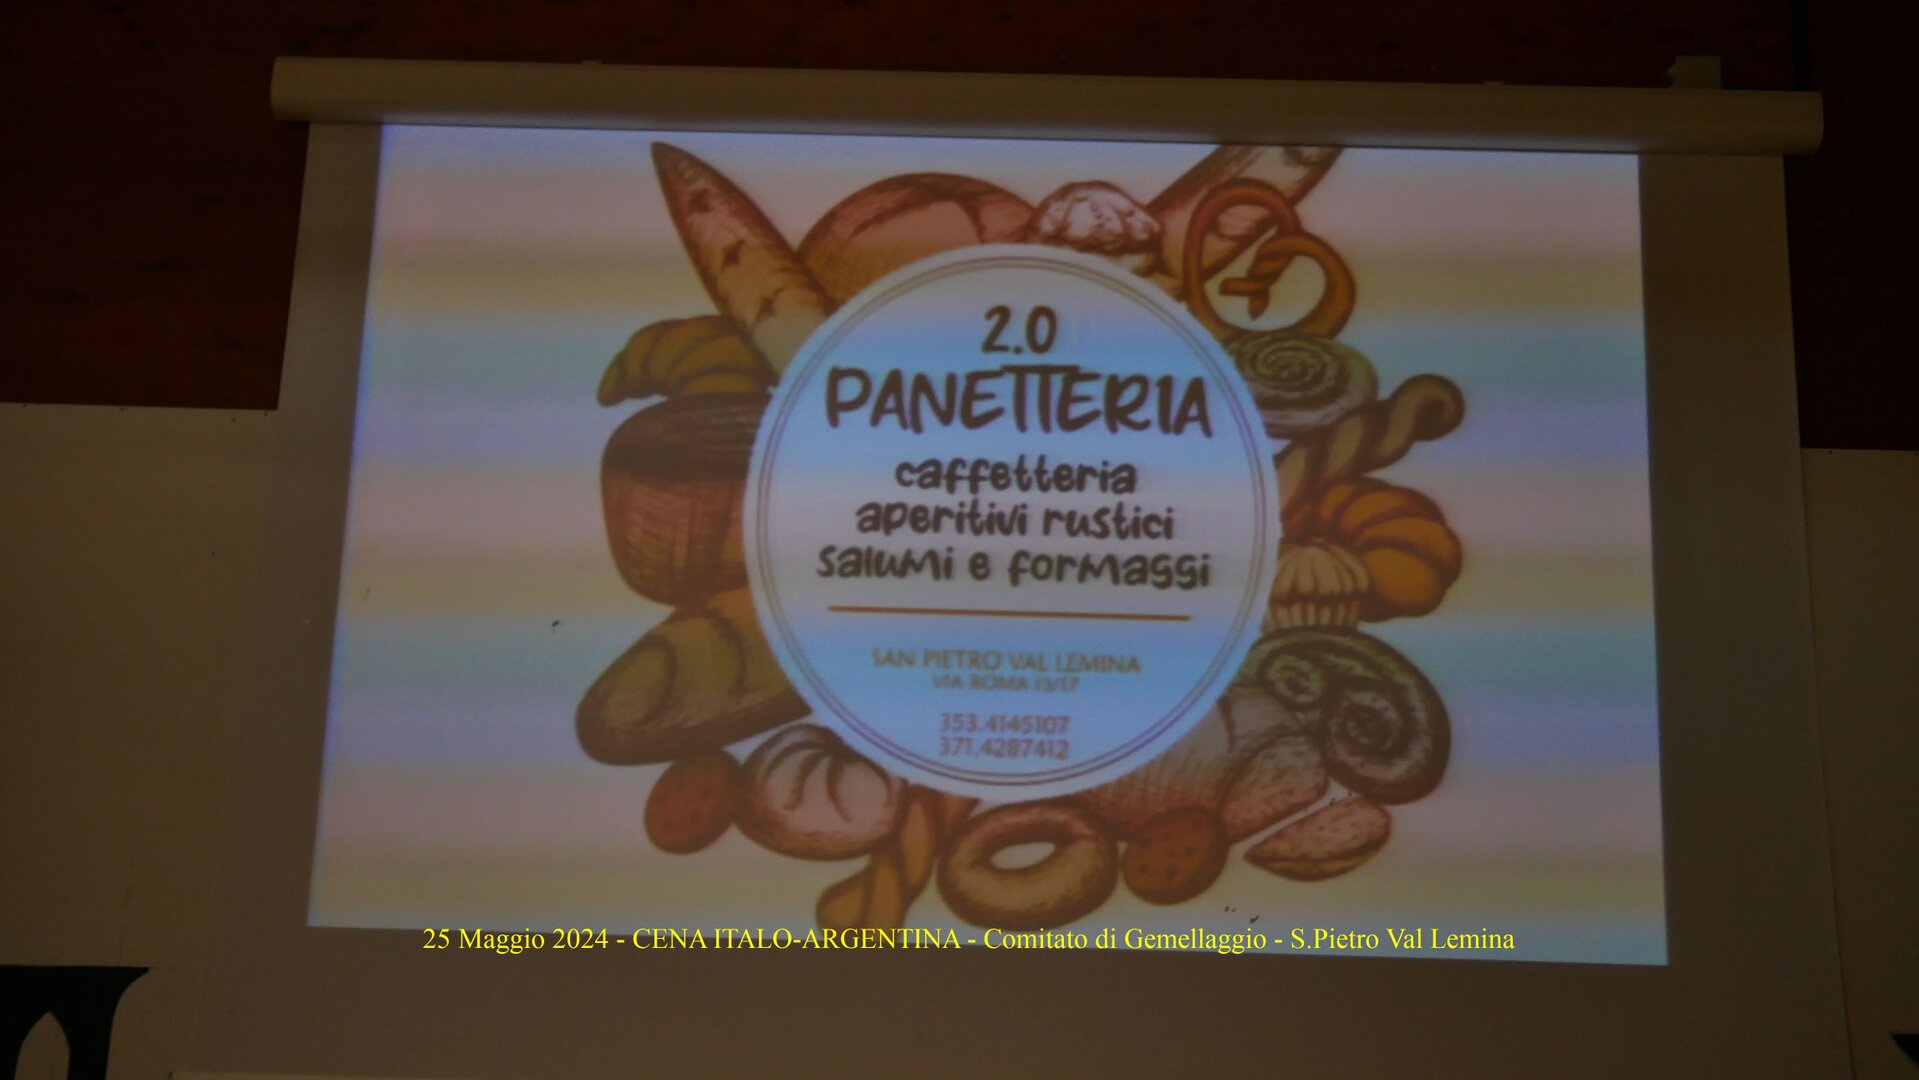 2.0
PANETTERIA
caffetteria
aperitivi rustici
salumi e formaggi
SAN PIETRO VAL LEMINA
VIA ROMA 15/17
353.4145107
371.4287412
25 Maggio 2024 - CENA ITALO-ARGENTINA - Comitato di Gemellaggio - S.Pietro Val Lemina